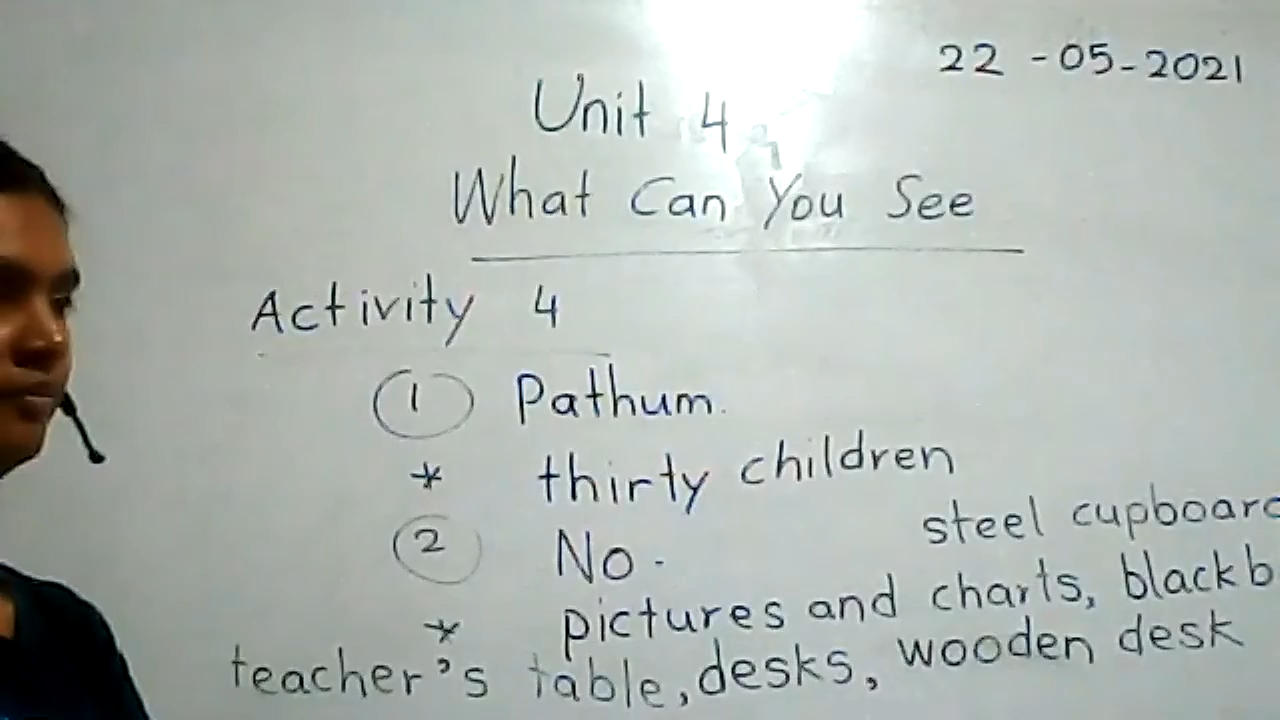 22 -05-2021
Unit 4
What Can You See
Activity 4
1 Pathum.
* thirty children
2 No.
steel cupboard
* pictures and charts, blackb
teacher's table, desks, wooden desk